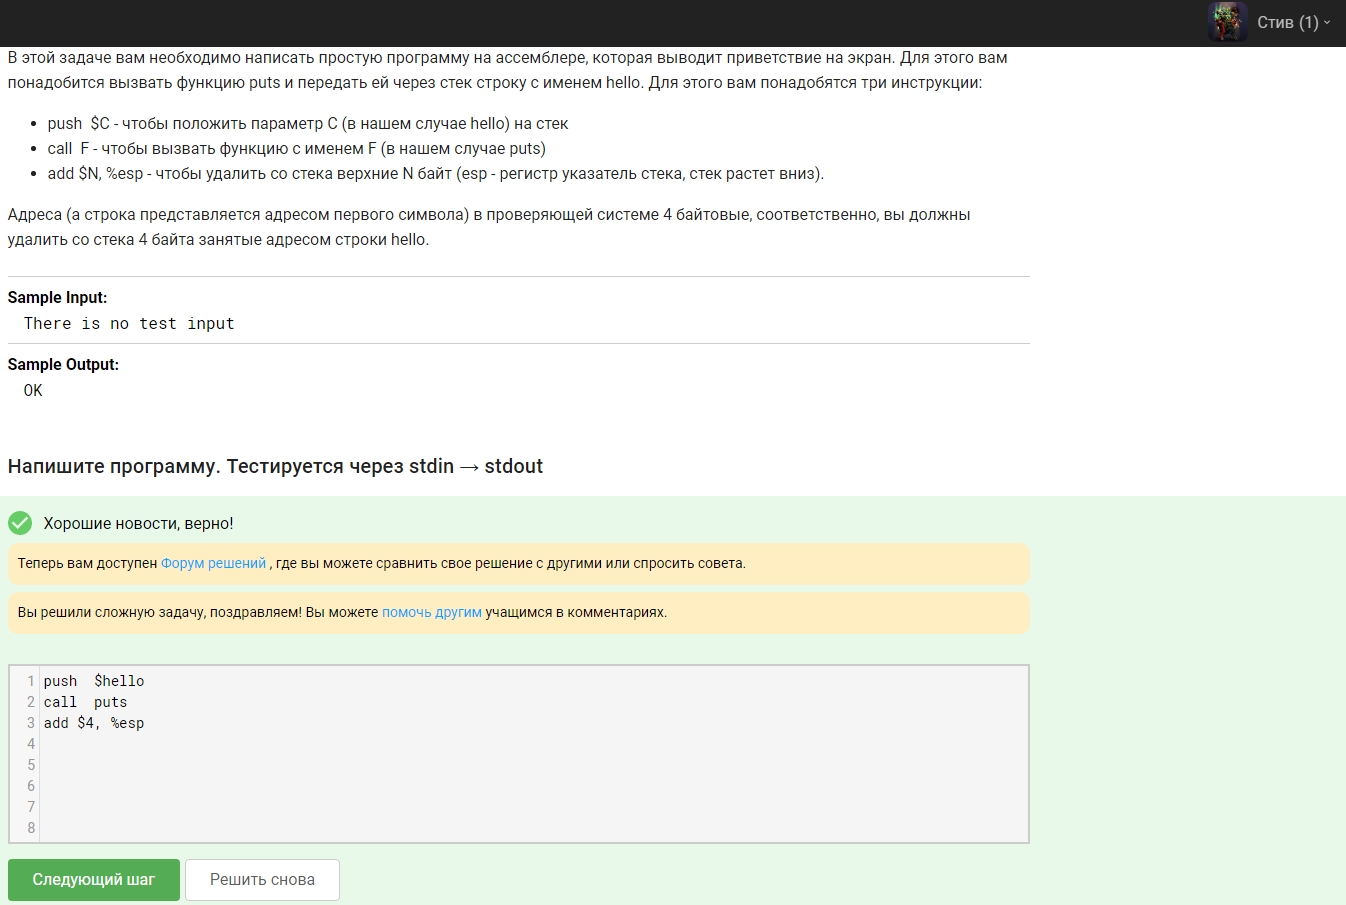 Стив (1)
В этой задаче вам необходимо написать простую программу на ассемблере, которая выводит приветствие на экран. Для этого вам
понадобится вызвать функцию puts и передать ей через стек строку с именем hello. Для этого вам понадобятся три инструкции:
• push  $C - чтобы положить параметр C (в нашем случае hello) на стек
• call  F - чтобы вызвать функцию с именем F (в нашем случае puts)
• add $N, %esp - чтобы удалить со стека верхние N байт (esp - регистр указатель стека, стек растет вниз).
Адреса (а строка представляется адресом первого символа) в проверяющей системе 4 байтовые, соответственно, вы должны
удалить со стека 4 байта занятые адресом строки hello.
Sample Input:
There is no test input
Sample Output:
OK
Напишите программу. Тестируется через stdin → stdout
Хорошие новости, верно!
Теперь вам доступен Форум решений , где вы можете сравнить свое решение с другими или спросить совета.
Вы решили сложную задачу, поздравляем! Вы можете помочь другим учащимся в комментариях.
1 push  $hello
2 call  puts
3 add $4, %esp
4
5
6
7
8
Следующий шаг
Решить снова